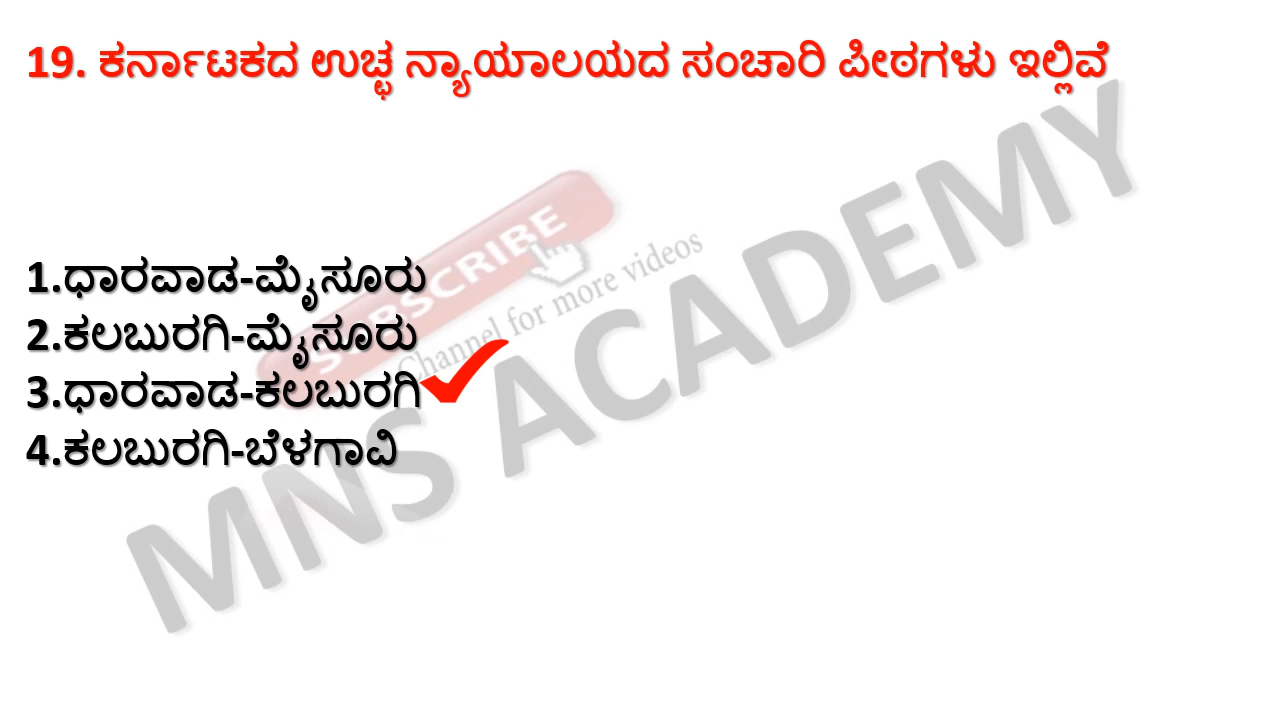 19. ಕರ್ನಾಟಕದ ಉಚ್ಛ ನ್ಯಾಯಾಲಯದ ಸಂಚಾರಿ ಪೀಠಗಳು ಇಲ್ಲಿವೆ
1.ಧಾರವಾಡ-ಮೈಸೂರು
2.ಕಲಬುರಗಿ-ಮೈಸೂರು
3.ಧಾರವಾಡ-ಕಲಬುರಗಿ
4.ಕಲಬುರಗಿ-ಬೆಳಗಾವಿ
SUBSCRIBE
Channel for more videos
MNS ACADEMY